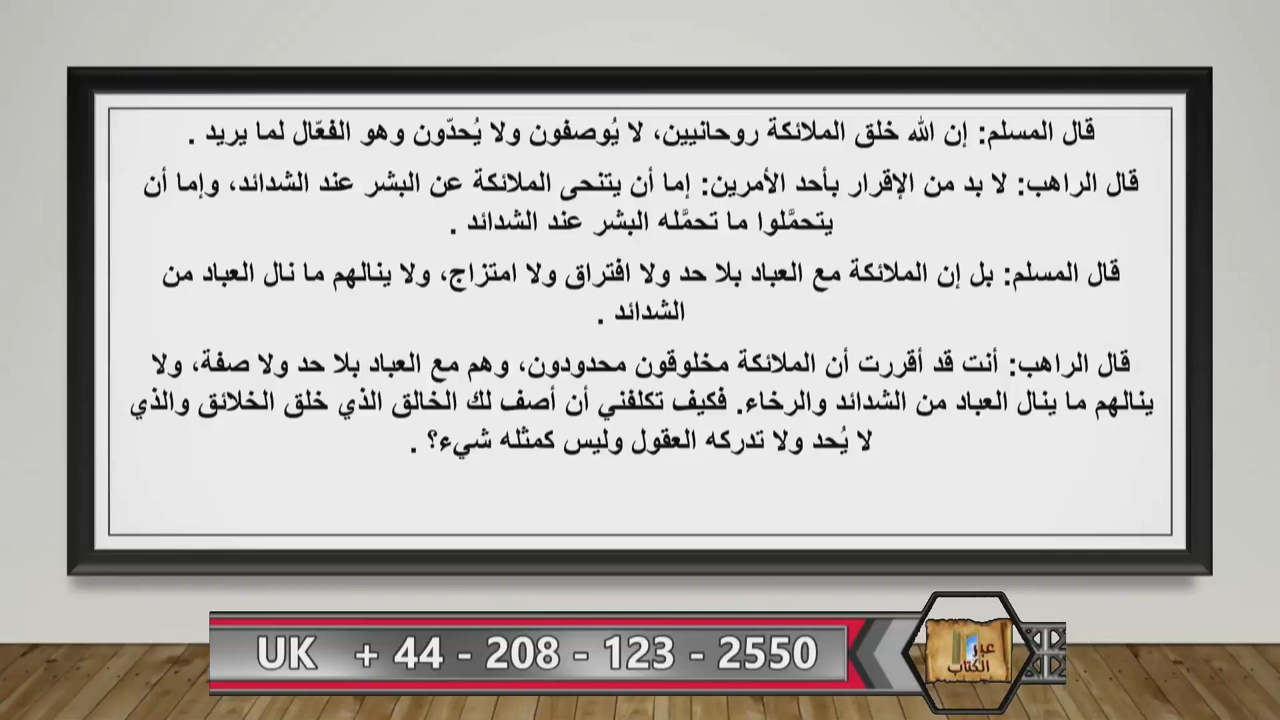 قال المسلم: إن الله خلق الملائكة روحانيين، لا يُوصفون ولا يُحدّون وهو الفعّال لما يريد .
قال الراهب: لا بد من الإقرار بأحد الأمرين: إما أن يتنحى الملائكة عن البشر عند الشدائد، وإما أن
يتحمَّلوا ما تحمَّله البشر عند الشدائد .
قال المسلم: بل إن الملائكة مع العباد بلا حد ولا افتراق ولا امتزاج، ولا ينالهم ما نال العباد من
الشدائد .
قال الراهب: أنت قد أقررت أن الملائكة مخلوقون محدودون، وهم مع العباد بلا حد ولا صفة، ولا
ينالهم ما ينال العباد من الشدائد والرخاء. فكيف تكلفني أن أصف لك الخالق الذي خلق الخلائق والذي
لا يُحد ولا تدركه العقول وليس كمثله شيء؟ .
UK + 44 - 208 - 123 - 2550
عبر
الكتاب